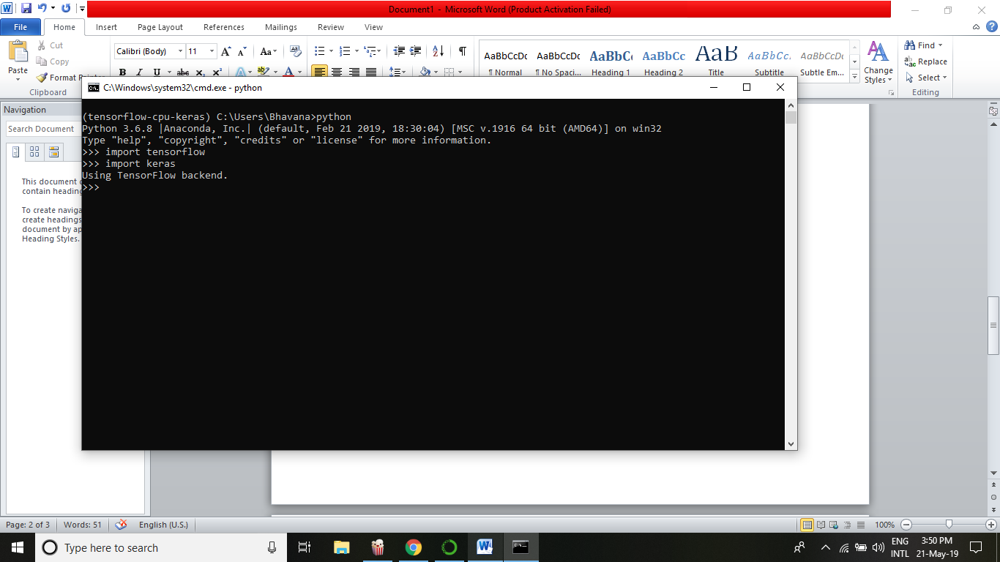 Document1 - Microsoft Word (Product Activation Failed)
File Home Insert Page Layout References Mailings Review View
Paste
Cut
Copy
Format
Clipboard
Calibri (Body) 11
AaBbCcDc AaBbCcDc AaBbC AaBbCc AaB AaBbCc. AaBbCcDc
¶ Normal ¶ No Spaci... Heading 1 Heading 2 Title Subtitle Subtle Em...
Change
Styles
Find
Replace
Select
Editing
C:\Windows\system32\cmd.exe - python
Navigation
Search Document
This document
contain heading
To create naviga
create headings
document by ap
Heading Styles.
(tensorflow-cpu-keras) C:\Users\Bhavana>python
Python 3.6.8 |Anaconda, Inc.| (default, Feb 21 2019, 18:30:04) [MSC v.1916 64 bit (AMD64)] on win32
Type "help", "copyright", "credits" or "license" for more information.
>>> import tensorflow
>>> import keras
Using TensorFlow backend.
>>>
Page: 2 of 3 Words: 51 English (U.S.) 100%
Type here to search
ENG
INTL
3:50 PM
21-May-19